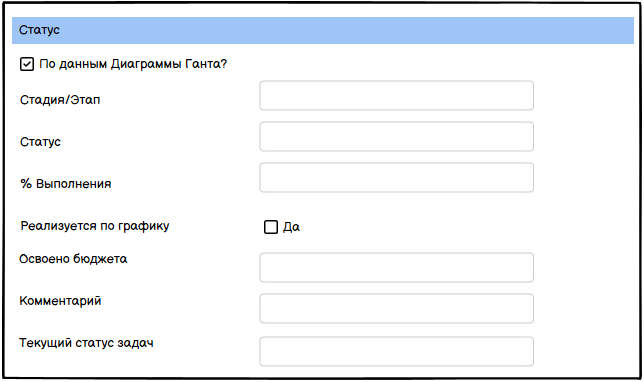 Статус
По данным Диаграммы Ганта?
Стадия/Этап
Статус
% Выполнения
Реализуется по графику
Да
Освоено бюджета
Комментарий
Текущий статус задач